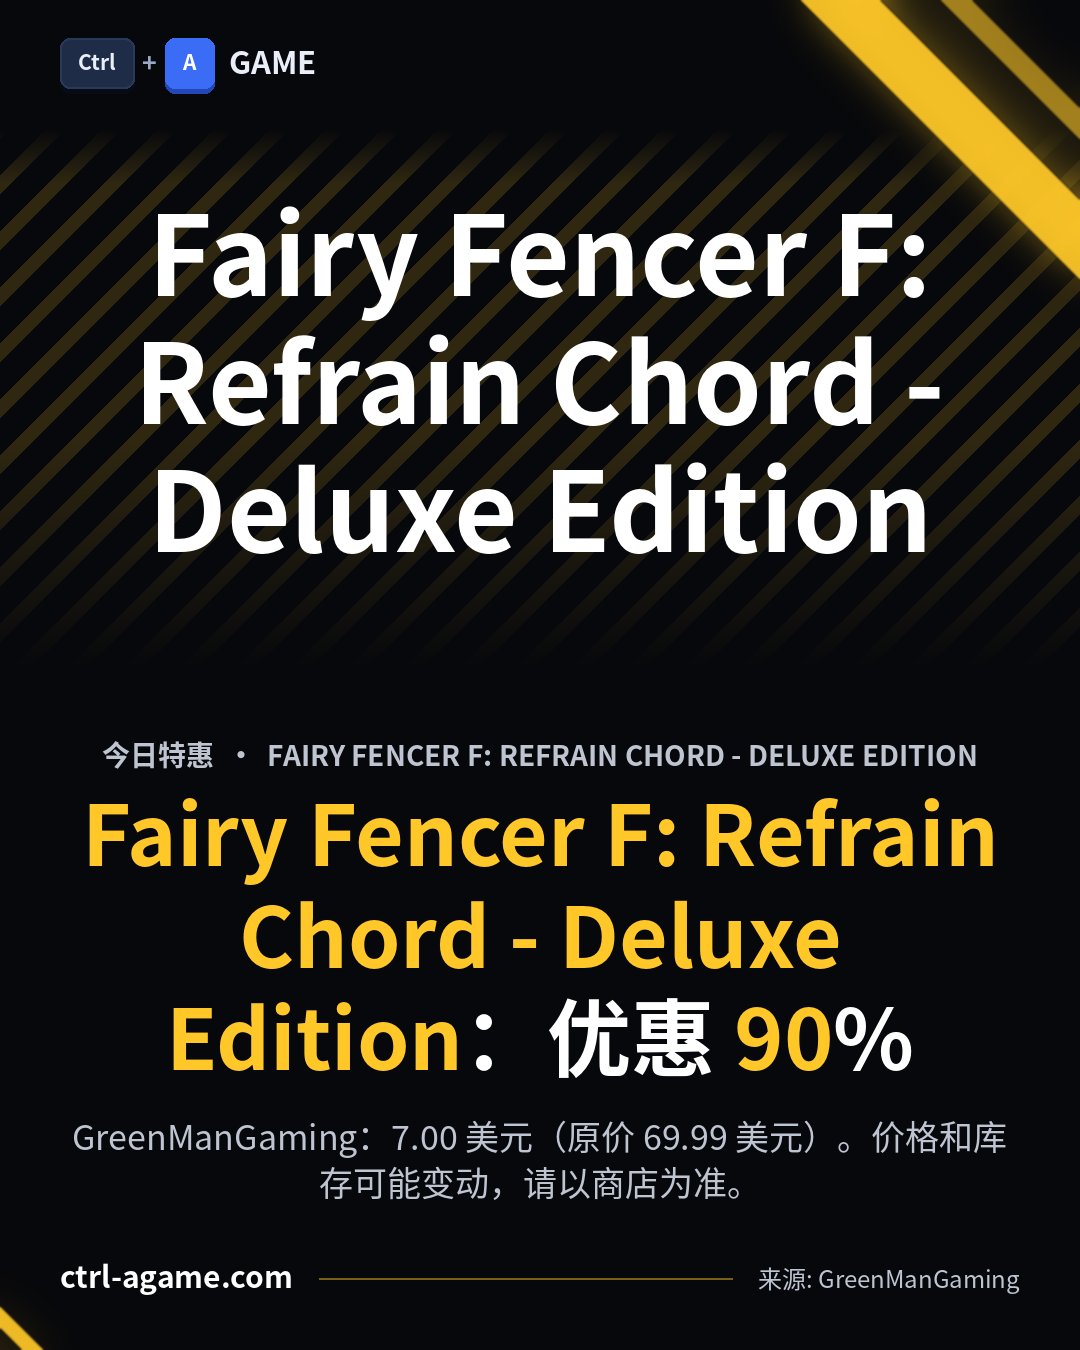 Ctrl + A GAME
Fairy Fencer F:
Refrain Chord -
Deluxe Edition
今日特惠 • FAIRY FENCER F: REFRAIN CHORD - DELUXE EDITION
Fairy Fencer F: Refrain
Chord - Deluxe
Edition：优惠 90%
GreenManGaming：7.00 美元（原价 69.99 美元）。价格和库
存可能变动，请以商店为准。
ctrl-agame.com
来源: GreenManGaming